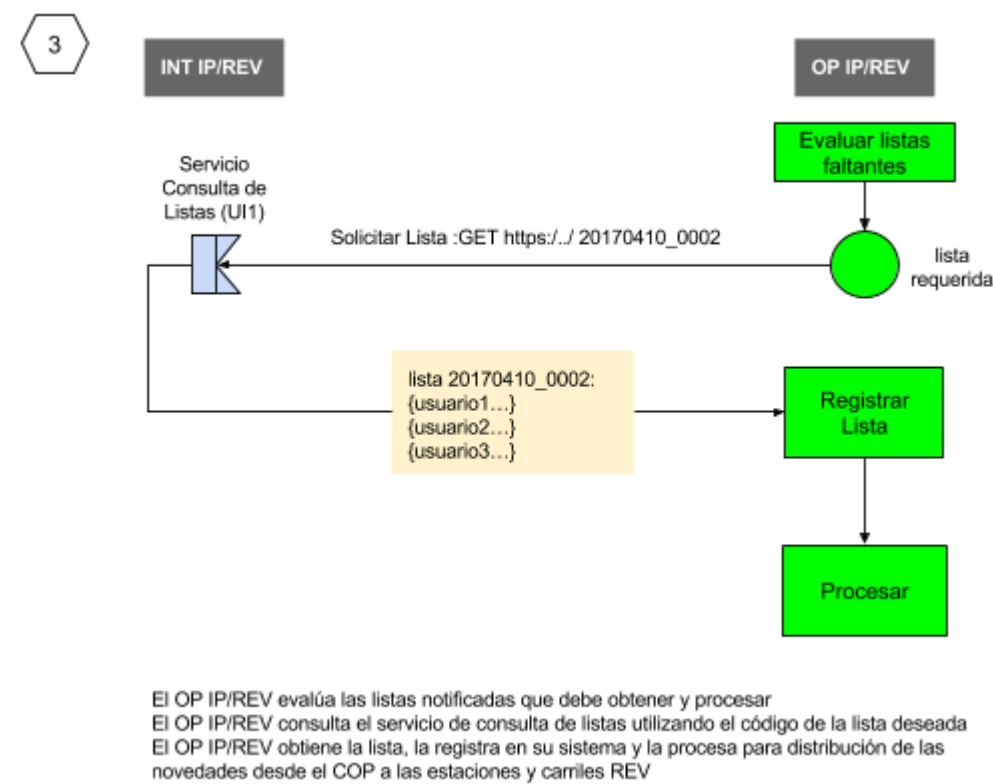 3
INT IP/REV
OP IP/REV
Evaluar listas
faltantes
Servicio
Consulta de
Listas (UI1)
Solicitar Lista :GET https:/../ 20170410_0002
lista
requerida
lista 20170410_0002:
{usuario1...}
{usuario2...}
{usuario3...}
Registrar
Lista
Procesar
El OP IP/REV evalúa las listas notificadas que debe obtener y procesar
El OP IP/REV consulta el servicio de consulta de listas utilizando el código de la lista deseada
El OP IP/REV obtiene la lista, la registra en su sistema y la procesa para distribución de las
novedades desde el COP a las estaciones y carriles REV